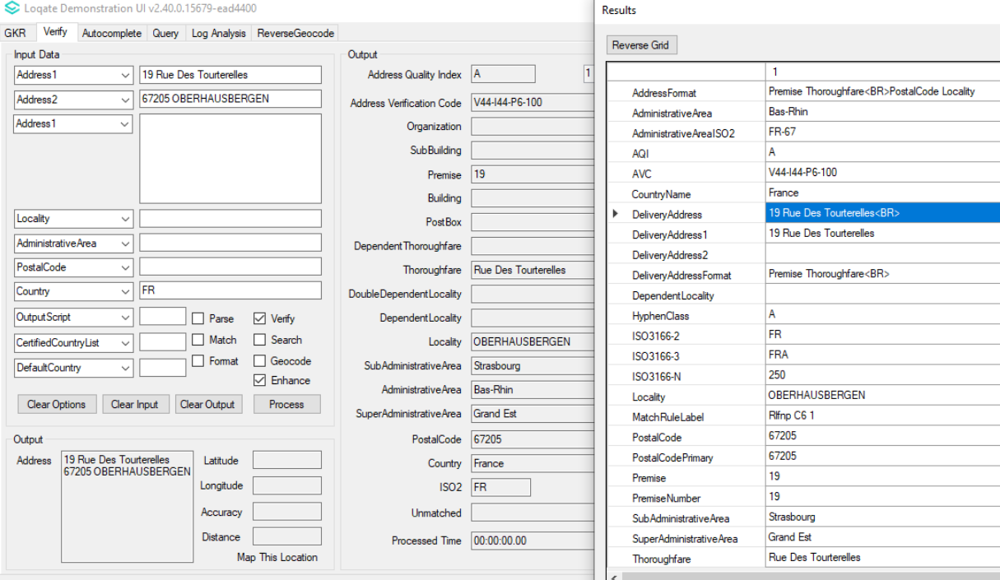 Loqate Demonstration UI v2.40.0.15679-ead4400
GKR Verify Autocomplete Query Log Analysis ReverseGeocode
Input Data
Address1 19 Rue Des Tourterelles
Address2 67205 OBERHAUSBERGEN
Address1
Locality
AdministrativeArea
PostalCode
Country FR
OutputScript Parse Verify
CertifiedCountryList Match Search
DefaultCountry Format Geocode
Enhance
Clear Options Clear Input Clear Output Process
Output
Address 19 Rue Des Tourterelles
67205 OBERHAUSBERGEN
Latitude
Longitude
Accuracy
Distance
Map This Location
Output
Address Quality Index A 1
Address Verification Code V44-I44-P6-100
Organization
SubBuilding
Premise 19
Building
PostBox
DependentThoroughfare
Thoroughfare Rue Des Tourterelles
DoubleDependentLocality
DependentLocality
Locality OBERHAUSBERGEN
SubAdministrativeArea Strasbourg
AdministrativeArea Bas-Rhin
SuperAdministrativeArea Grand Est
PostalCode 67205
Country France
ISO2 FR
Unmatched
Processed Time 00:00:00.00
Results
Reverse Grid
1
AddressFormat Premise Thoroughfare<BR>PostalCode Locality
AdministrativeArea Bas-Rhin
AdministrativeAreaISO2 FR-67
AQI A
AVC V44-I44-P6-100
CountryName France
DeliveryAddress 19 Rue Des Tourterelles<BR>
DeliveryAddress1 19 Rue Des Tourterelles
DeliveryAddress2
DeliveryAddressFormat Premise Thoroughfare<BR>
DependentLocality
HyphenClass A
ISO3166-2 FR
ISO3166-3 FRA
ISO3166-N 250
Locality OBERHAUSBERGEN
MatchRuleLabel Rlfnp C6 1
PostalCode 67205
PostalCodePrimary 67205
Premise 19
PremiseNumber 19
SubAdministrativeArea Strasbourg
SuperAdministrativeArea Grand Est
Thoroughfare Rue Des Tourterelles